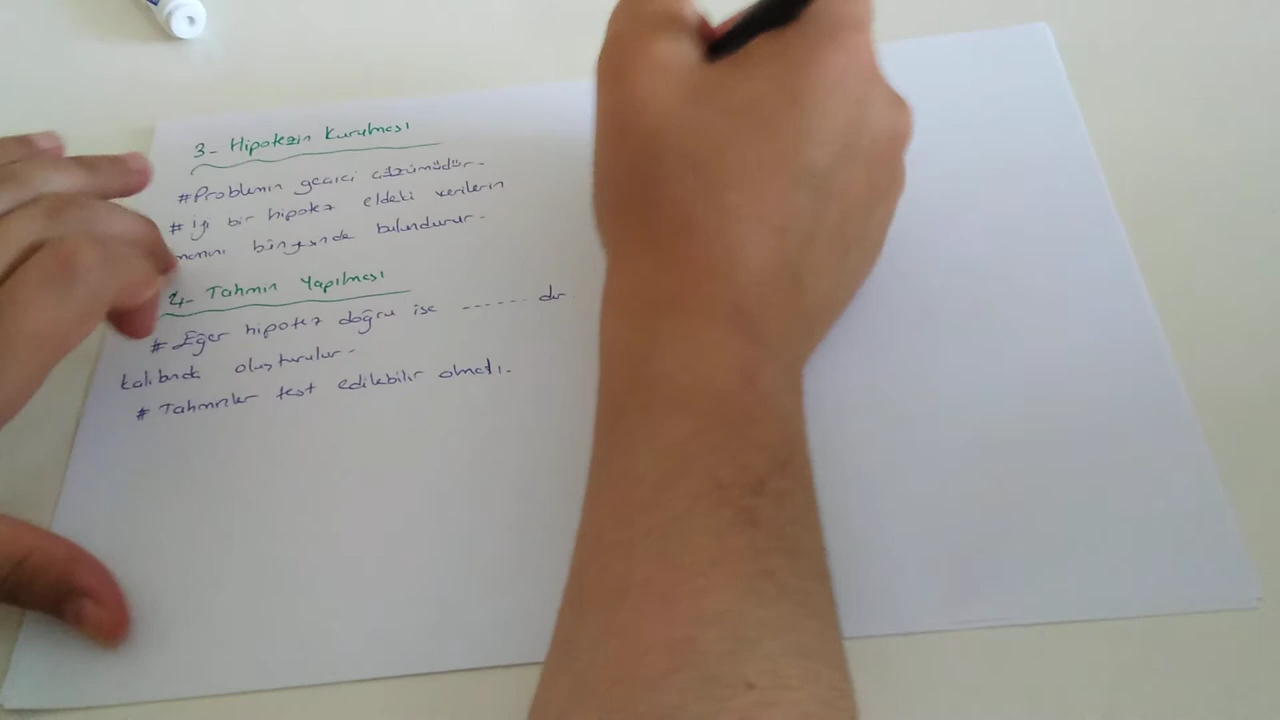 3- Hipotezin Kurulması
#Problemin geçici çözümüdür.
# İyi bir hipotez eldeki verilerin
bünyesinde bulundurur.
4- Tahmin Yapılması
# Eğer hipotez doğru ise ------ dır
kalıbında oluşturulur.
# Tahminler test edilebilir olmalı.